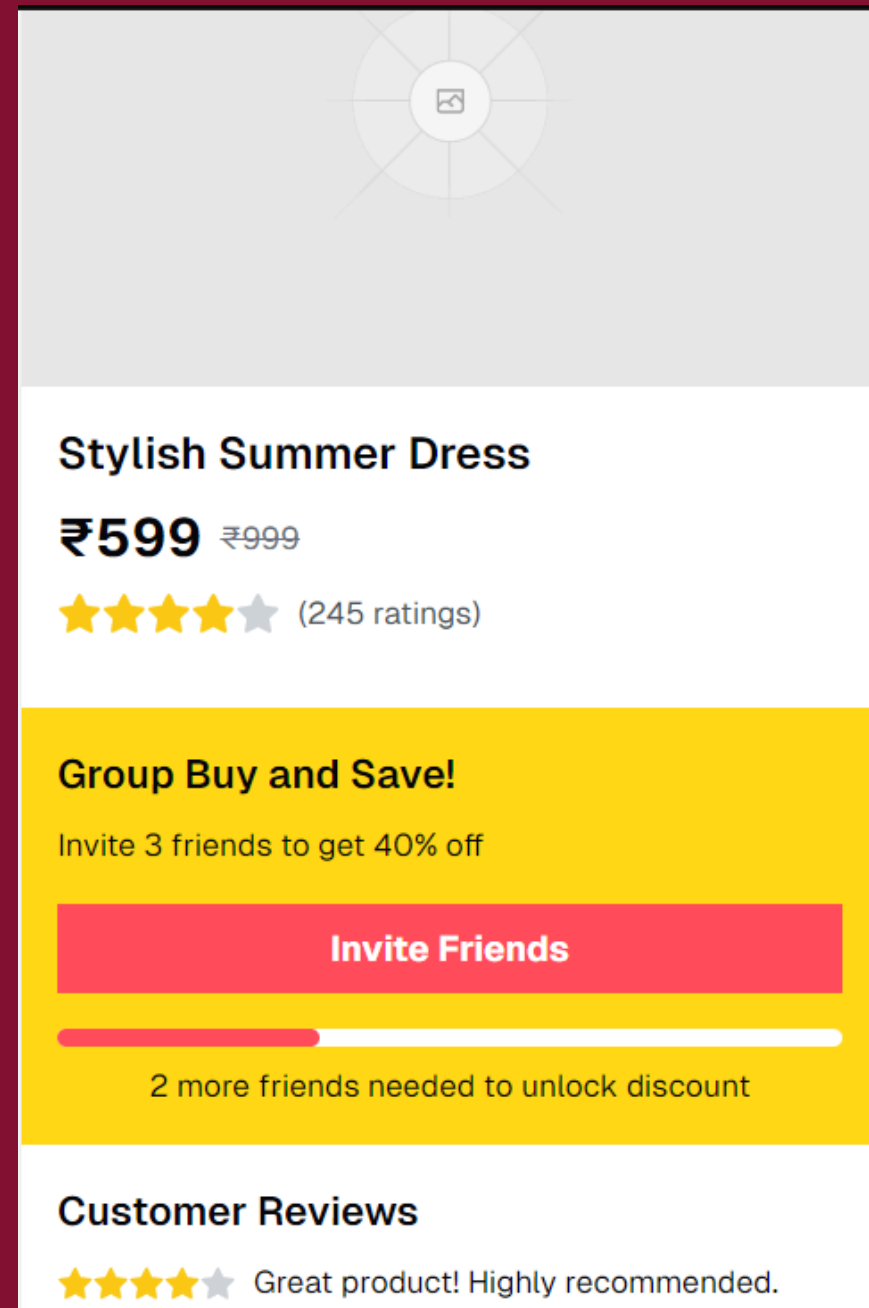 Stylish Summer Dress
₹599 ₹999
(245 ratings)
Group Buy and Save!
Invite 3 friends to get 40% off
Invite Friends
2 more friends needed to unlock discount
Customer Reviews
Great product! Highly recommended.